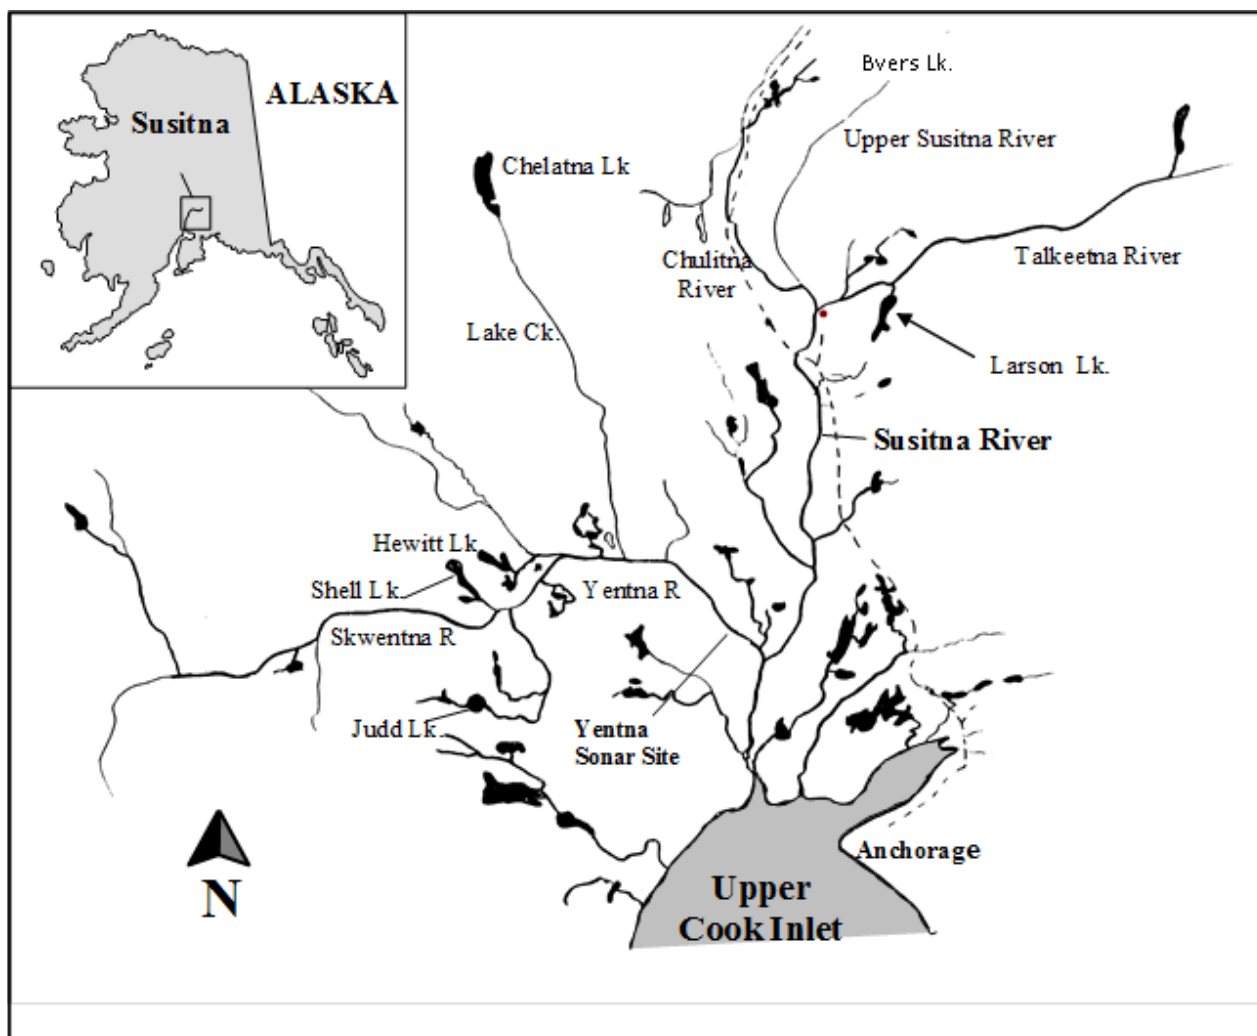 ALASKA
Susitna
Bvers Lk.
Upper Susitna River
Chelatna Lk
Talkeetna River
Chulitna
River
Lake Ck.
Larson Lk.
Susitna River
Hewitt Lk.
Shell Lk.
Yentna R
Skwentna R
Judd Lk.
Yentna
Sonar Site
Anchorage
Upper
Cook Inlet
N